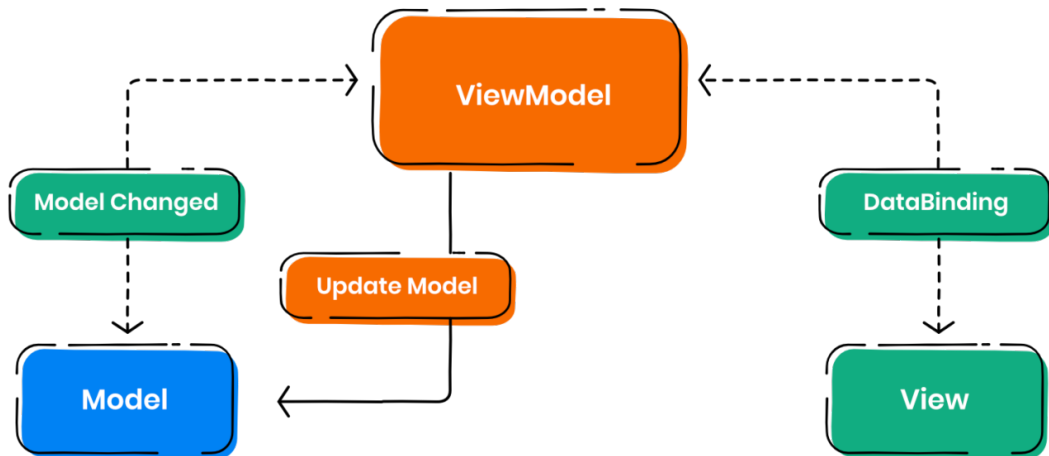 ViewModel
Model Changed
DataBinding
Update Model
Model
View